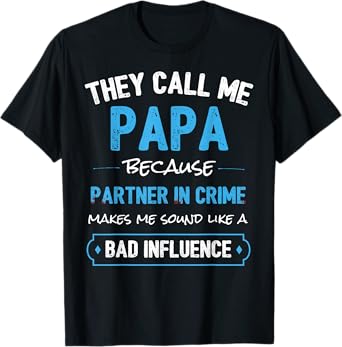 THEY CALL ME
PAPA
BECAUSE
PARTNER IN CRIME
MAKES ME SOUND LIKE A
BAD INFLUENCE